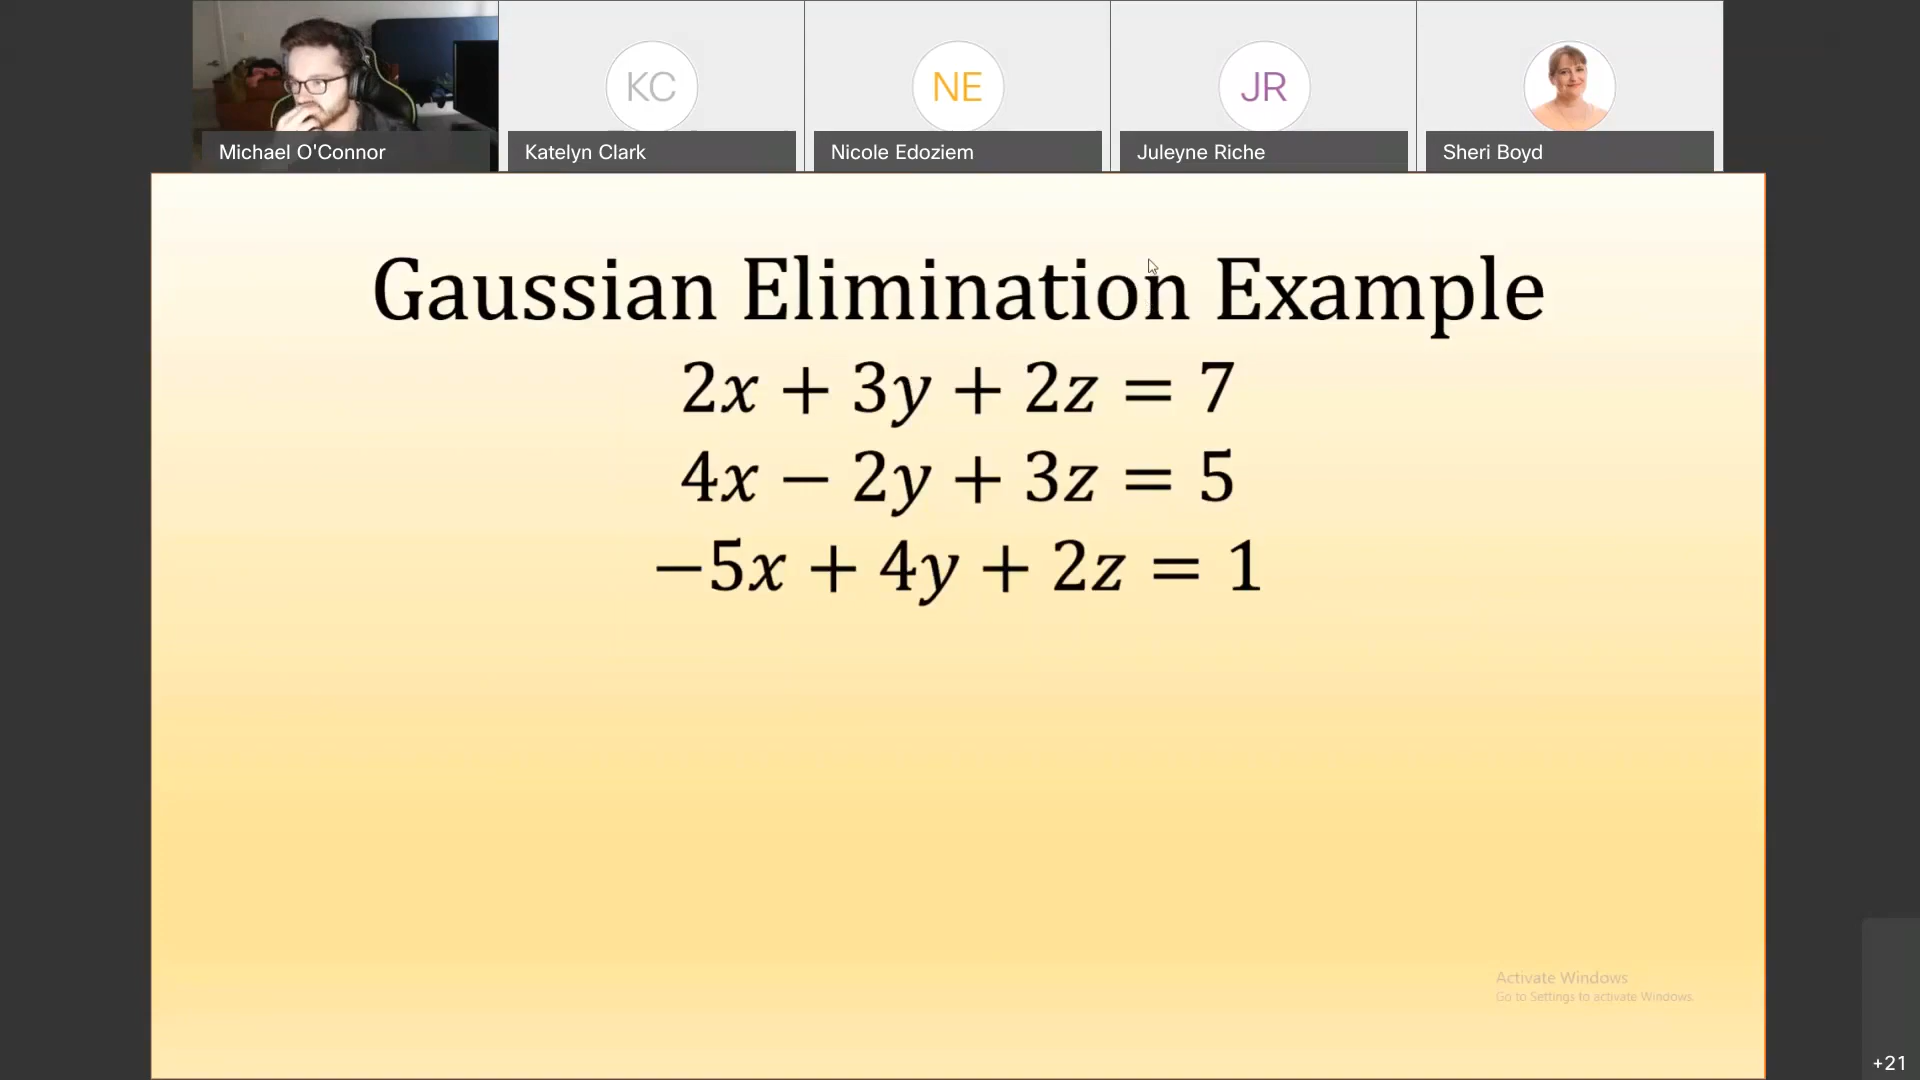 KC
NE
JR
Michael O'Connor
Katelyn Clark
Nicole Edoziem
Juleyne Riche
Sheri Boyd
Gaussian Elimination Example
2x + 3y + 2z = 7
4x − 2y + 3z = 5
−5x + 4y + 2z = 1
Activate Windows
Go to Settings to activate Windows.
+21